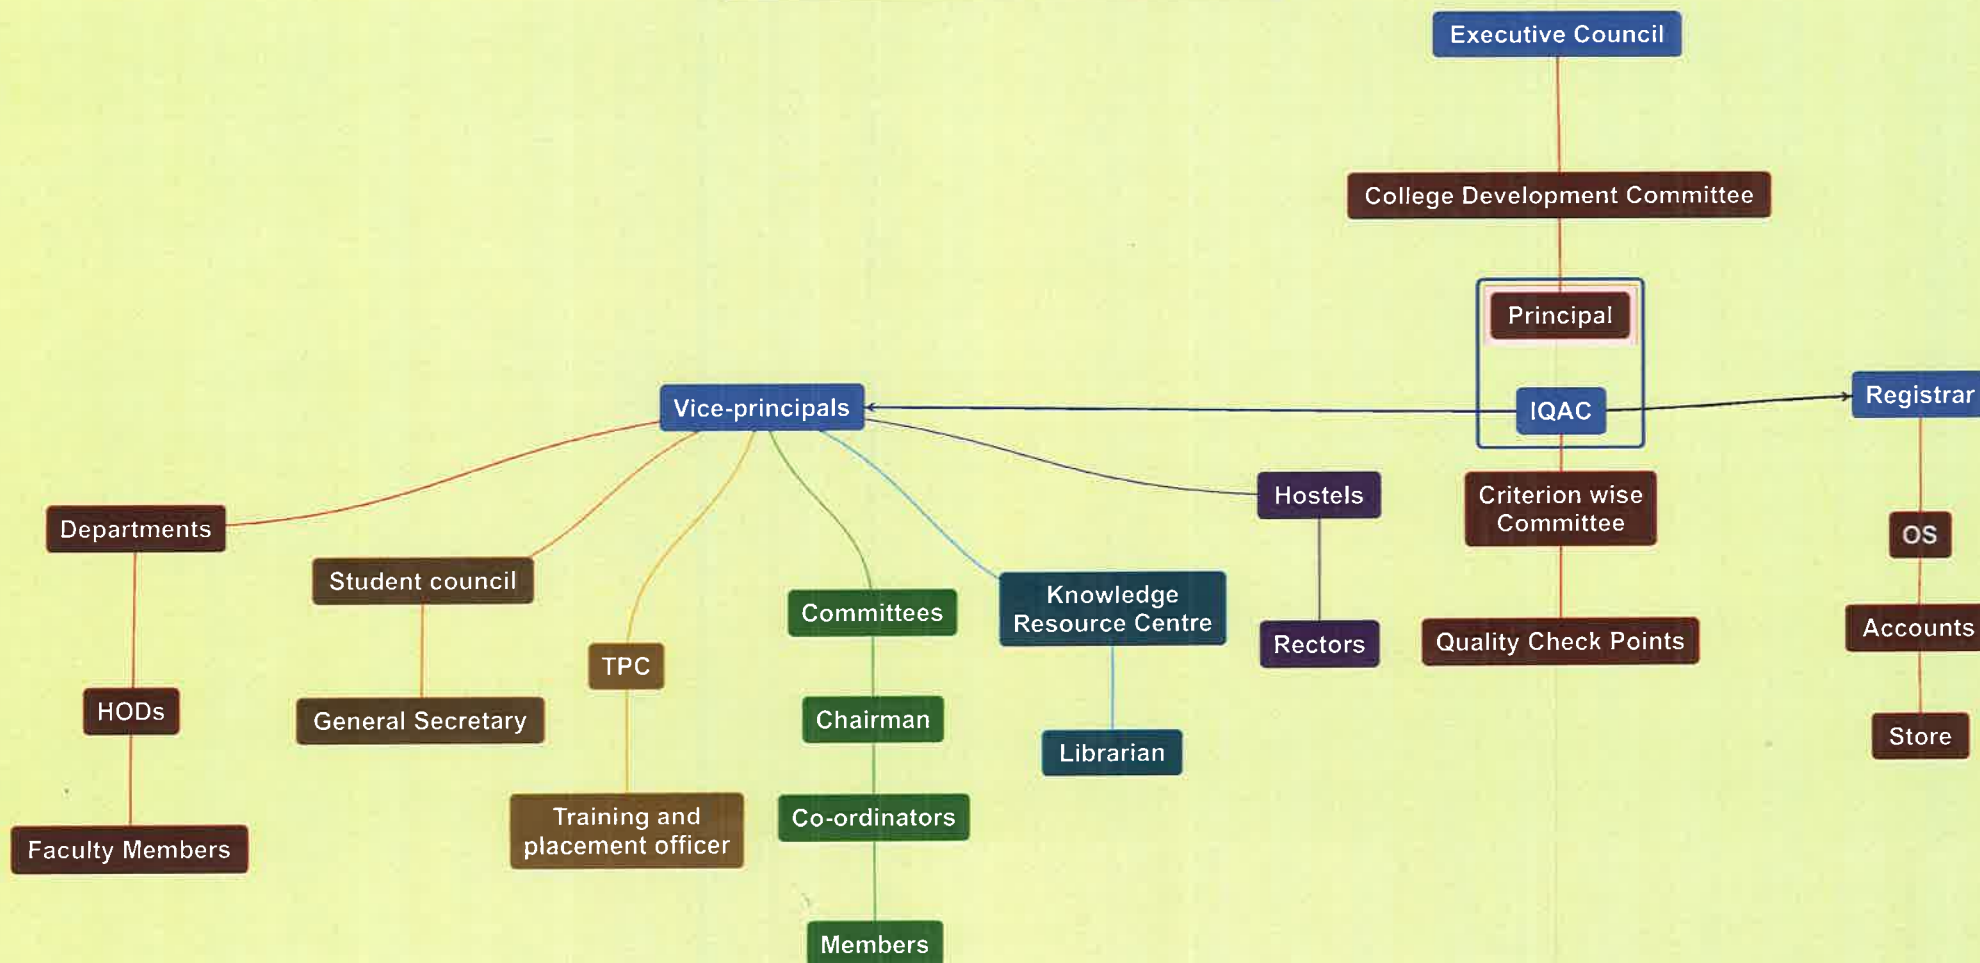 Executive Council
College Development Committee
Principal
Vice-principals
IQAC
Registrar
Departments
Student council
TPC
Committees
Knowledge
Resource Centre
Hostels
Criterion wise
Committee
OS
HODs
General Secretary
Training and
placement officer
Chairman
Librarian
Rectors
Quality Check Points
Accounts
Faculty Members
Co-ordinators
Store
Members